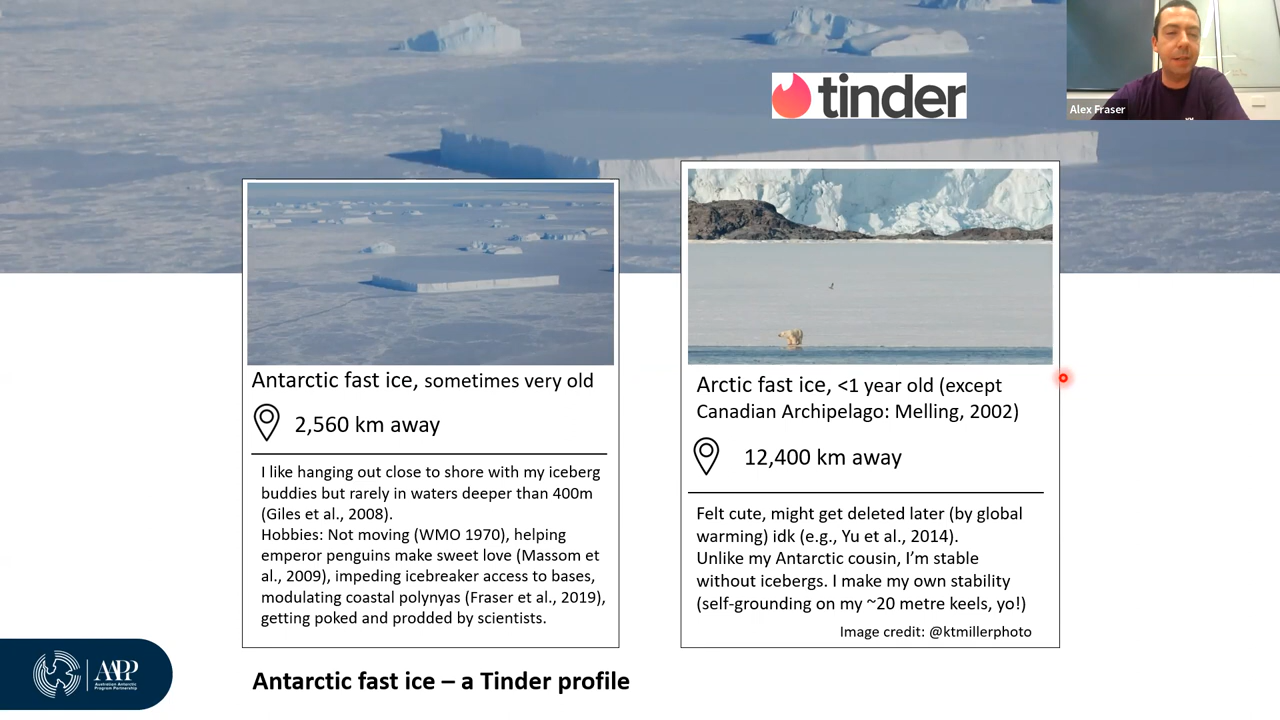 tinder
Alex Fraser
Antarctic fast ice, sometimes very old
2,560 km away
I like hanging out close to shore with my iceberg
buddies but rarely in waters deeper than 400m
(Giles et al., 2008).
Hobbies: Not moving (WMO 1970), helping
emperor penguins make sweet love (Massom et
al., 2009), impeding icebreaker access to bases,
modulating coastal polynyas (Fraser et al., 2019),
getting poked and prodded by scientists.
Arctic fast ice, <1 year old (except
Canadian Archipelago: Melling, 2002)
12,400 km away
Felt cute, might get deleted later (by global
warming) idk (e.g., Yu et al., 2014).
Unlike my Antarctic cousin, I’m stable
without icebergs. I make my own stability
(self-grounding on my ~20 metre keels, yo!)
Image credit: @ktmillerphoto
AAPP
Australian Antarctic
Program Partnership
Antarctic fast ice – a Tinder profile